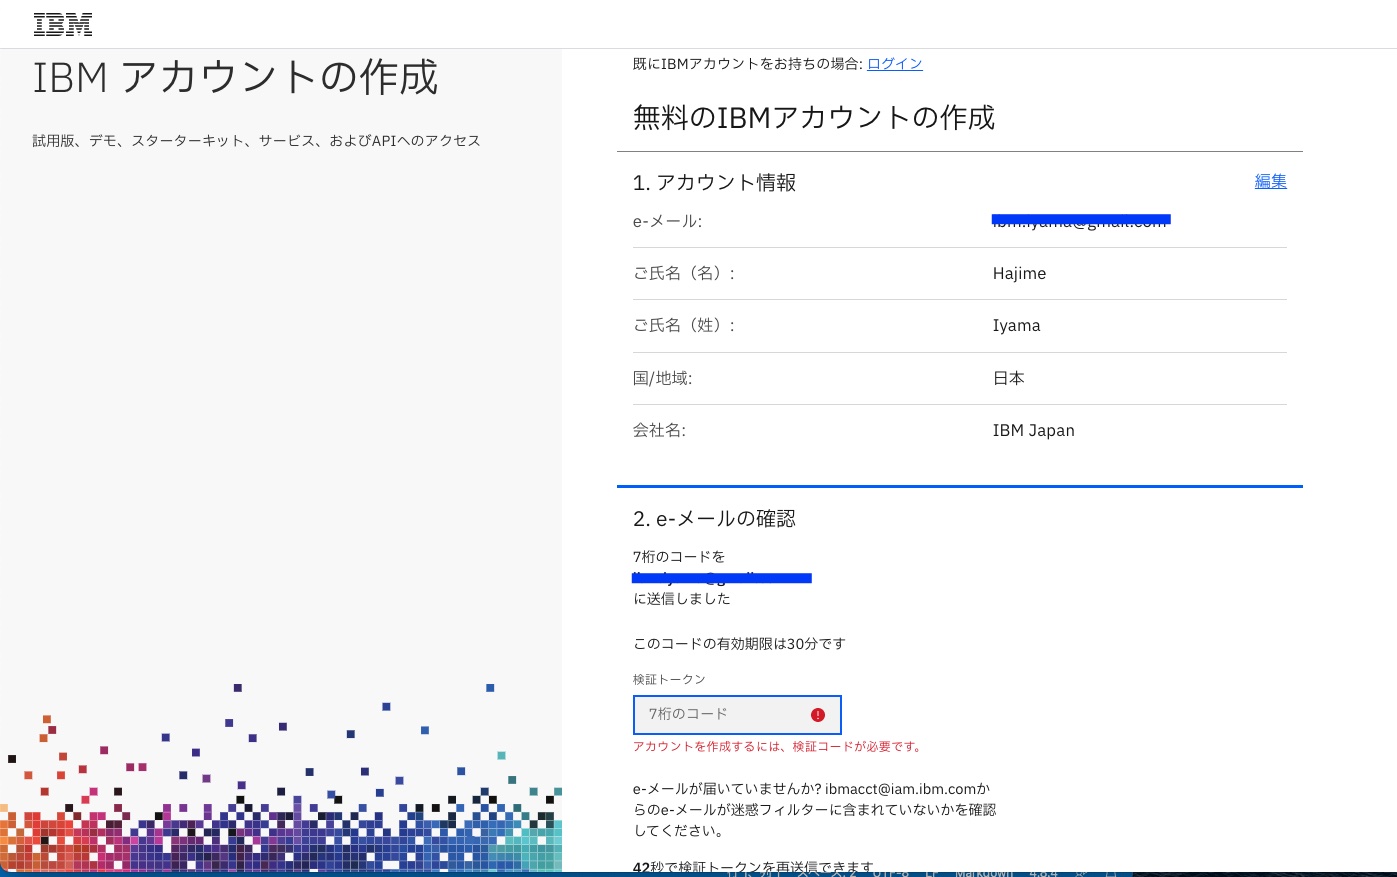 IBM
IBM アカウントの作成
試用版、デモ、スターターキット、サービス、およびAPIへのアクセス
既にIBMアカウントをお持ちの場合: ログイン
無料のIBMアカウントの作成
1. アカウント情報 編集
e-メール:
ご氏名（名）: Hajime
ご氏名（姓）: Iyama
国/地域: 日本
会社名: IBM Japan
2. e-メールの確認
7桁のコードを
に送信しました
このコードの有効期限は30分です
検証トークン
7桁のコード
アカウントを作成するには、検証コードが必要です。
e-メールが届いていませんか? ibmacct@iam.ibm.comか
らのe-メールが迷惑フィルターに含まれていないかを確認
してください。
42秒で検証トークンを再送信できます
UTF-8 LF Markdown 4.8.4